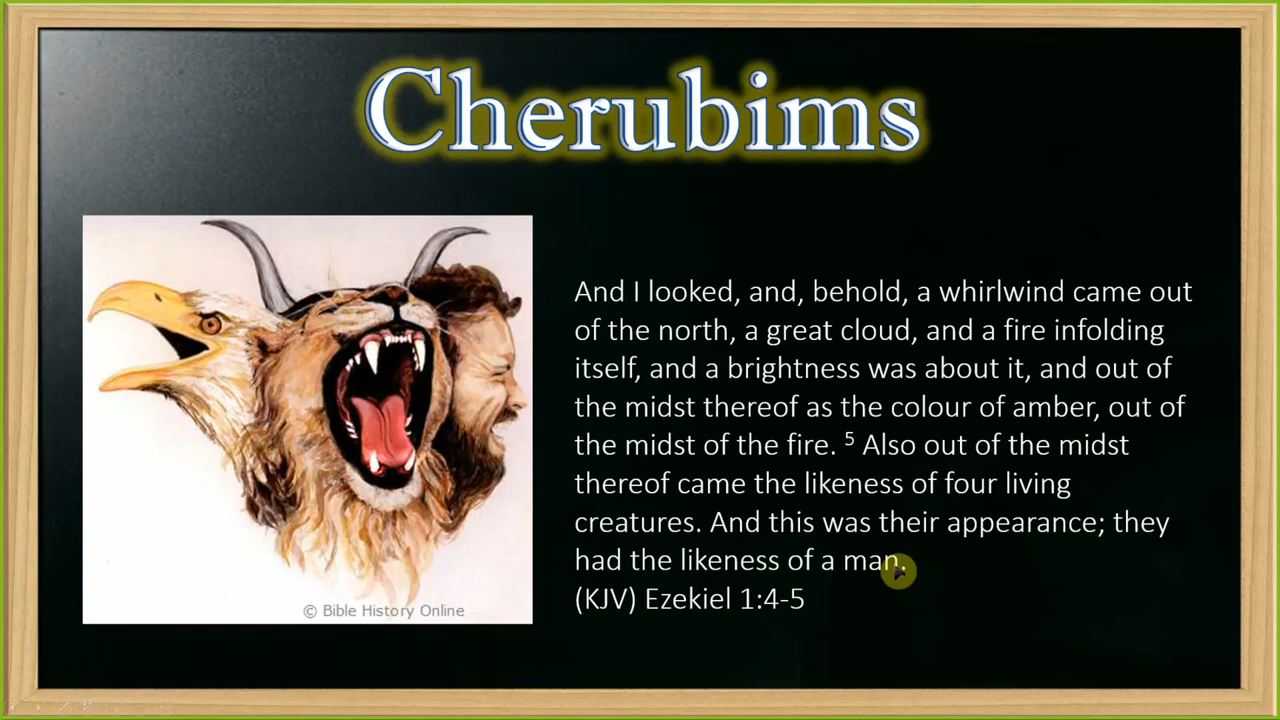 Cherubims
And I looked, and, behold, a whirlwind came out
of the north, a great cloud, and a fire infolding
itself, and a brightness was about it, and out of
the midst thereof as the colour of amber, out of
the midst of the fire. 5 Also out of the midst
thereof came the likeness of four living
creatures. And this was their appearance; they
had the likeness of a man.
(KJV) Ezekiel 1:4-5
© Bible History Online